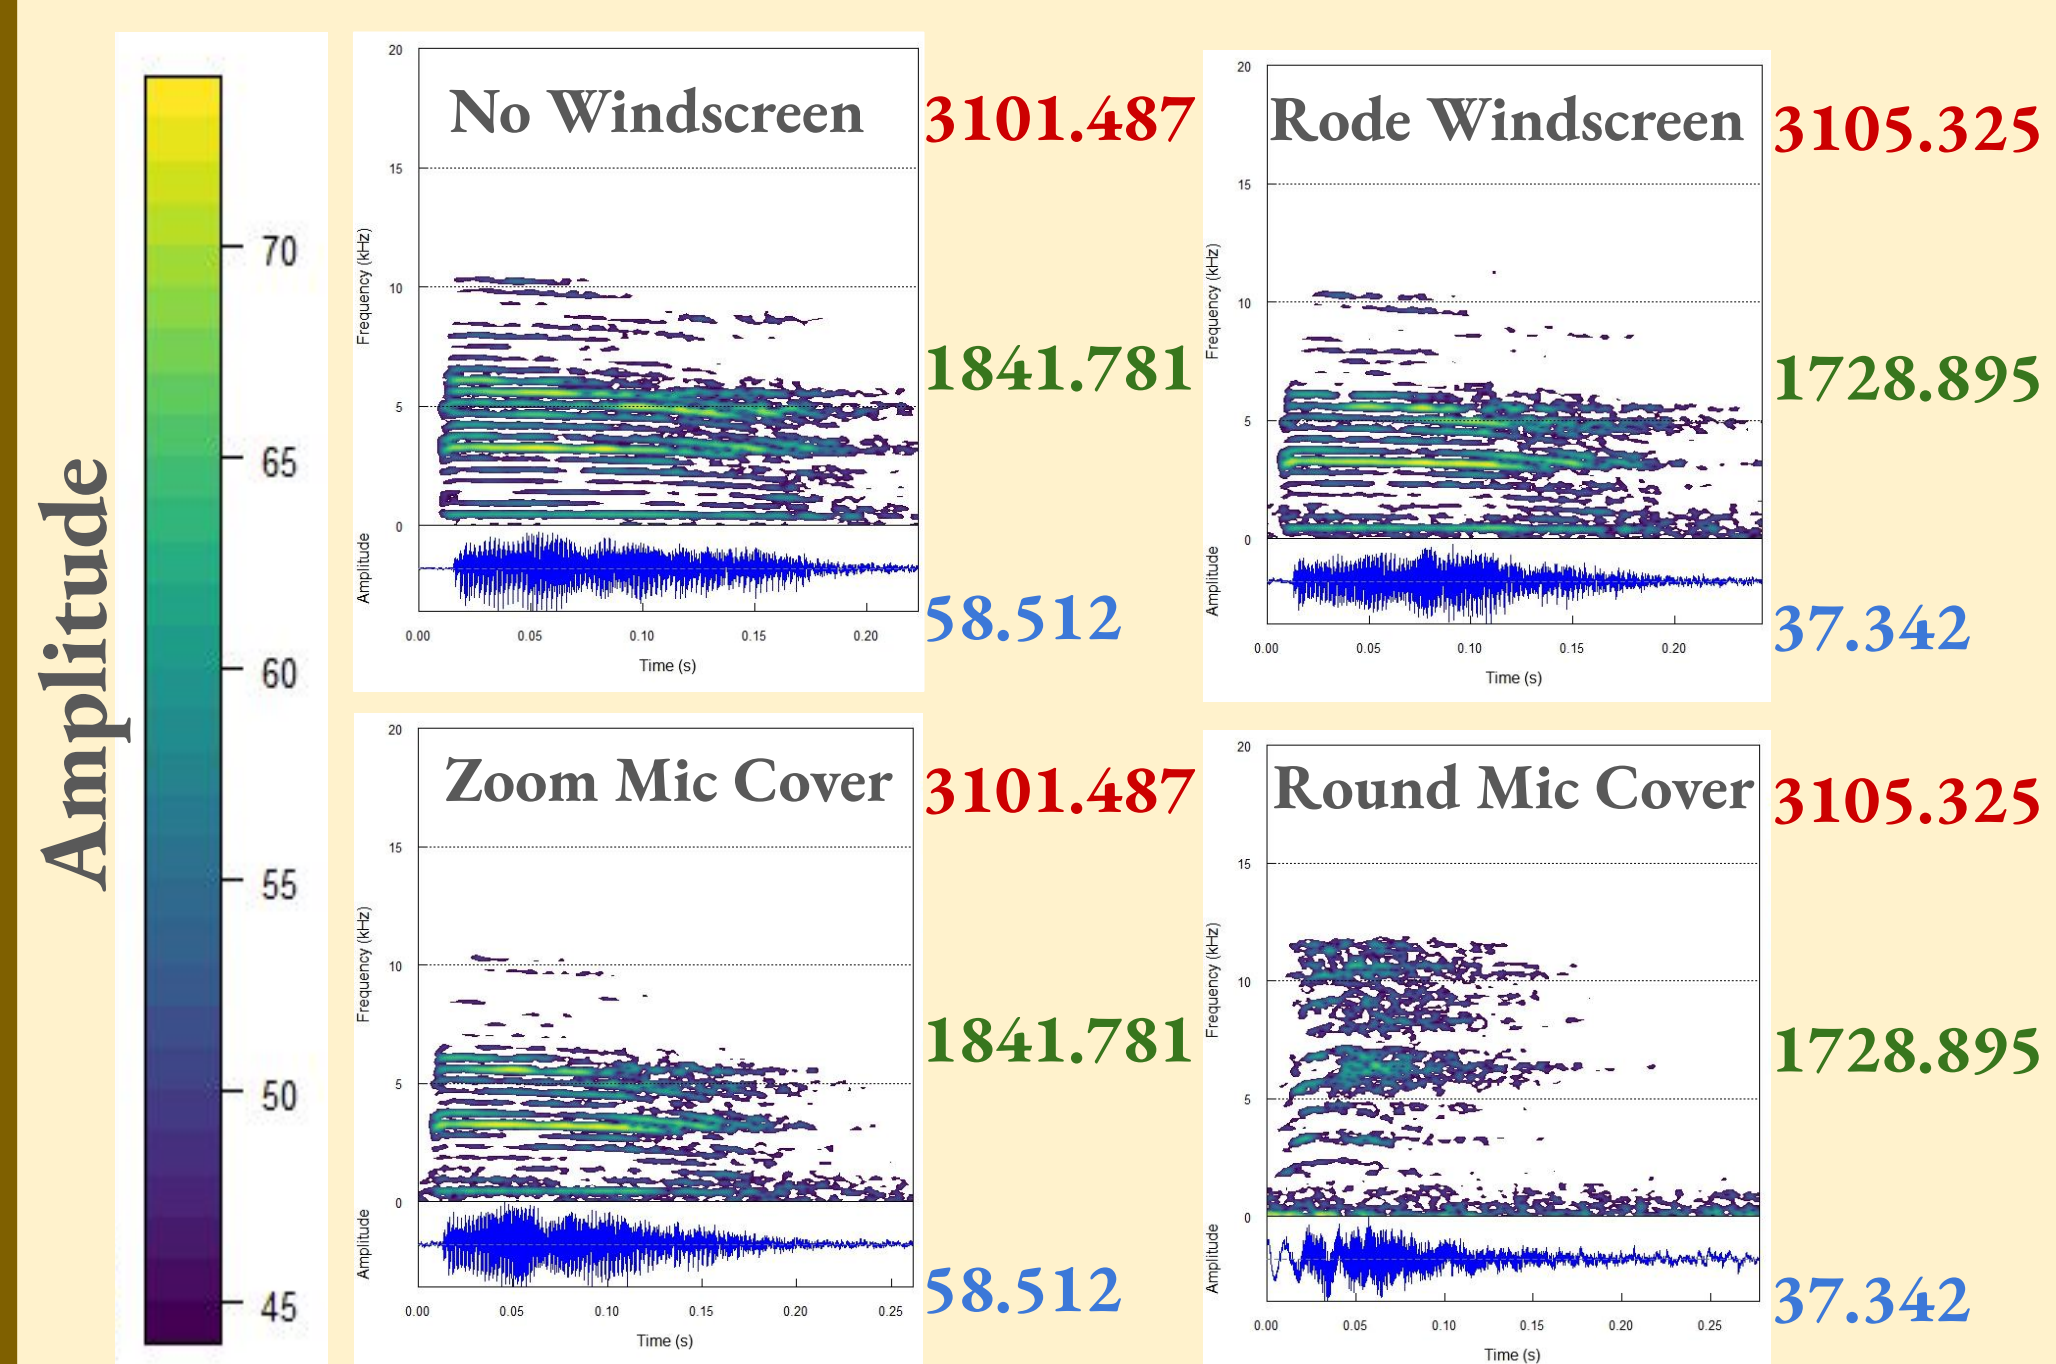 Amplitude
70
65
60
55
50
45
No Windscreen
20
15
10
5
0
Frequency (kHz)
Amplitude
0.00 0.05 0.10 0.15 0.20
Time (s)
3101.487
1841.781
58.512
Rode Windscreen
20
15
10
5
0
Frequency (kHz)
Amplitude
0.00 0.05 0.10 0.15 0.20
Time (s)
3105.325
1728.895
37.342
Zoom Mic Cover
20
15
10
5
0
Frequency (kHz)
Amplitude
0.00 0.05 0.10 0.15 0.20 0.25
Time (s)
3101.487
1841.781
58.512
Round Mic Cover
20
15
10
5
0
Frequency (kHz)
Amplitude
0.00 0.05 0.10 0.15 0.20 0.25
Time (s)
3105.325
1728.895
37.342